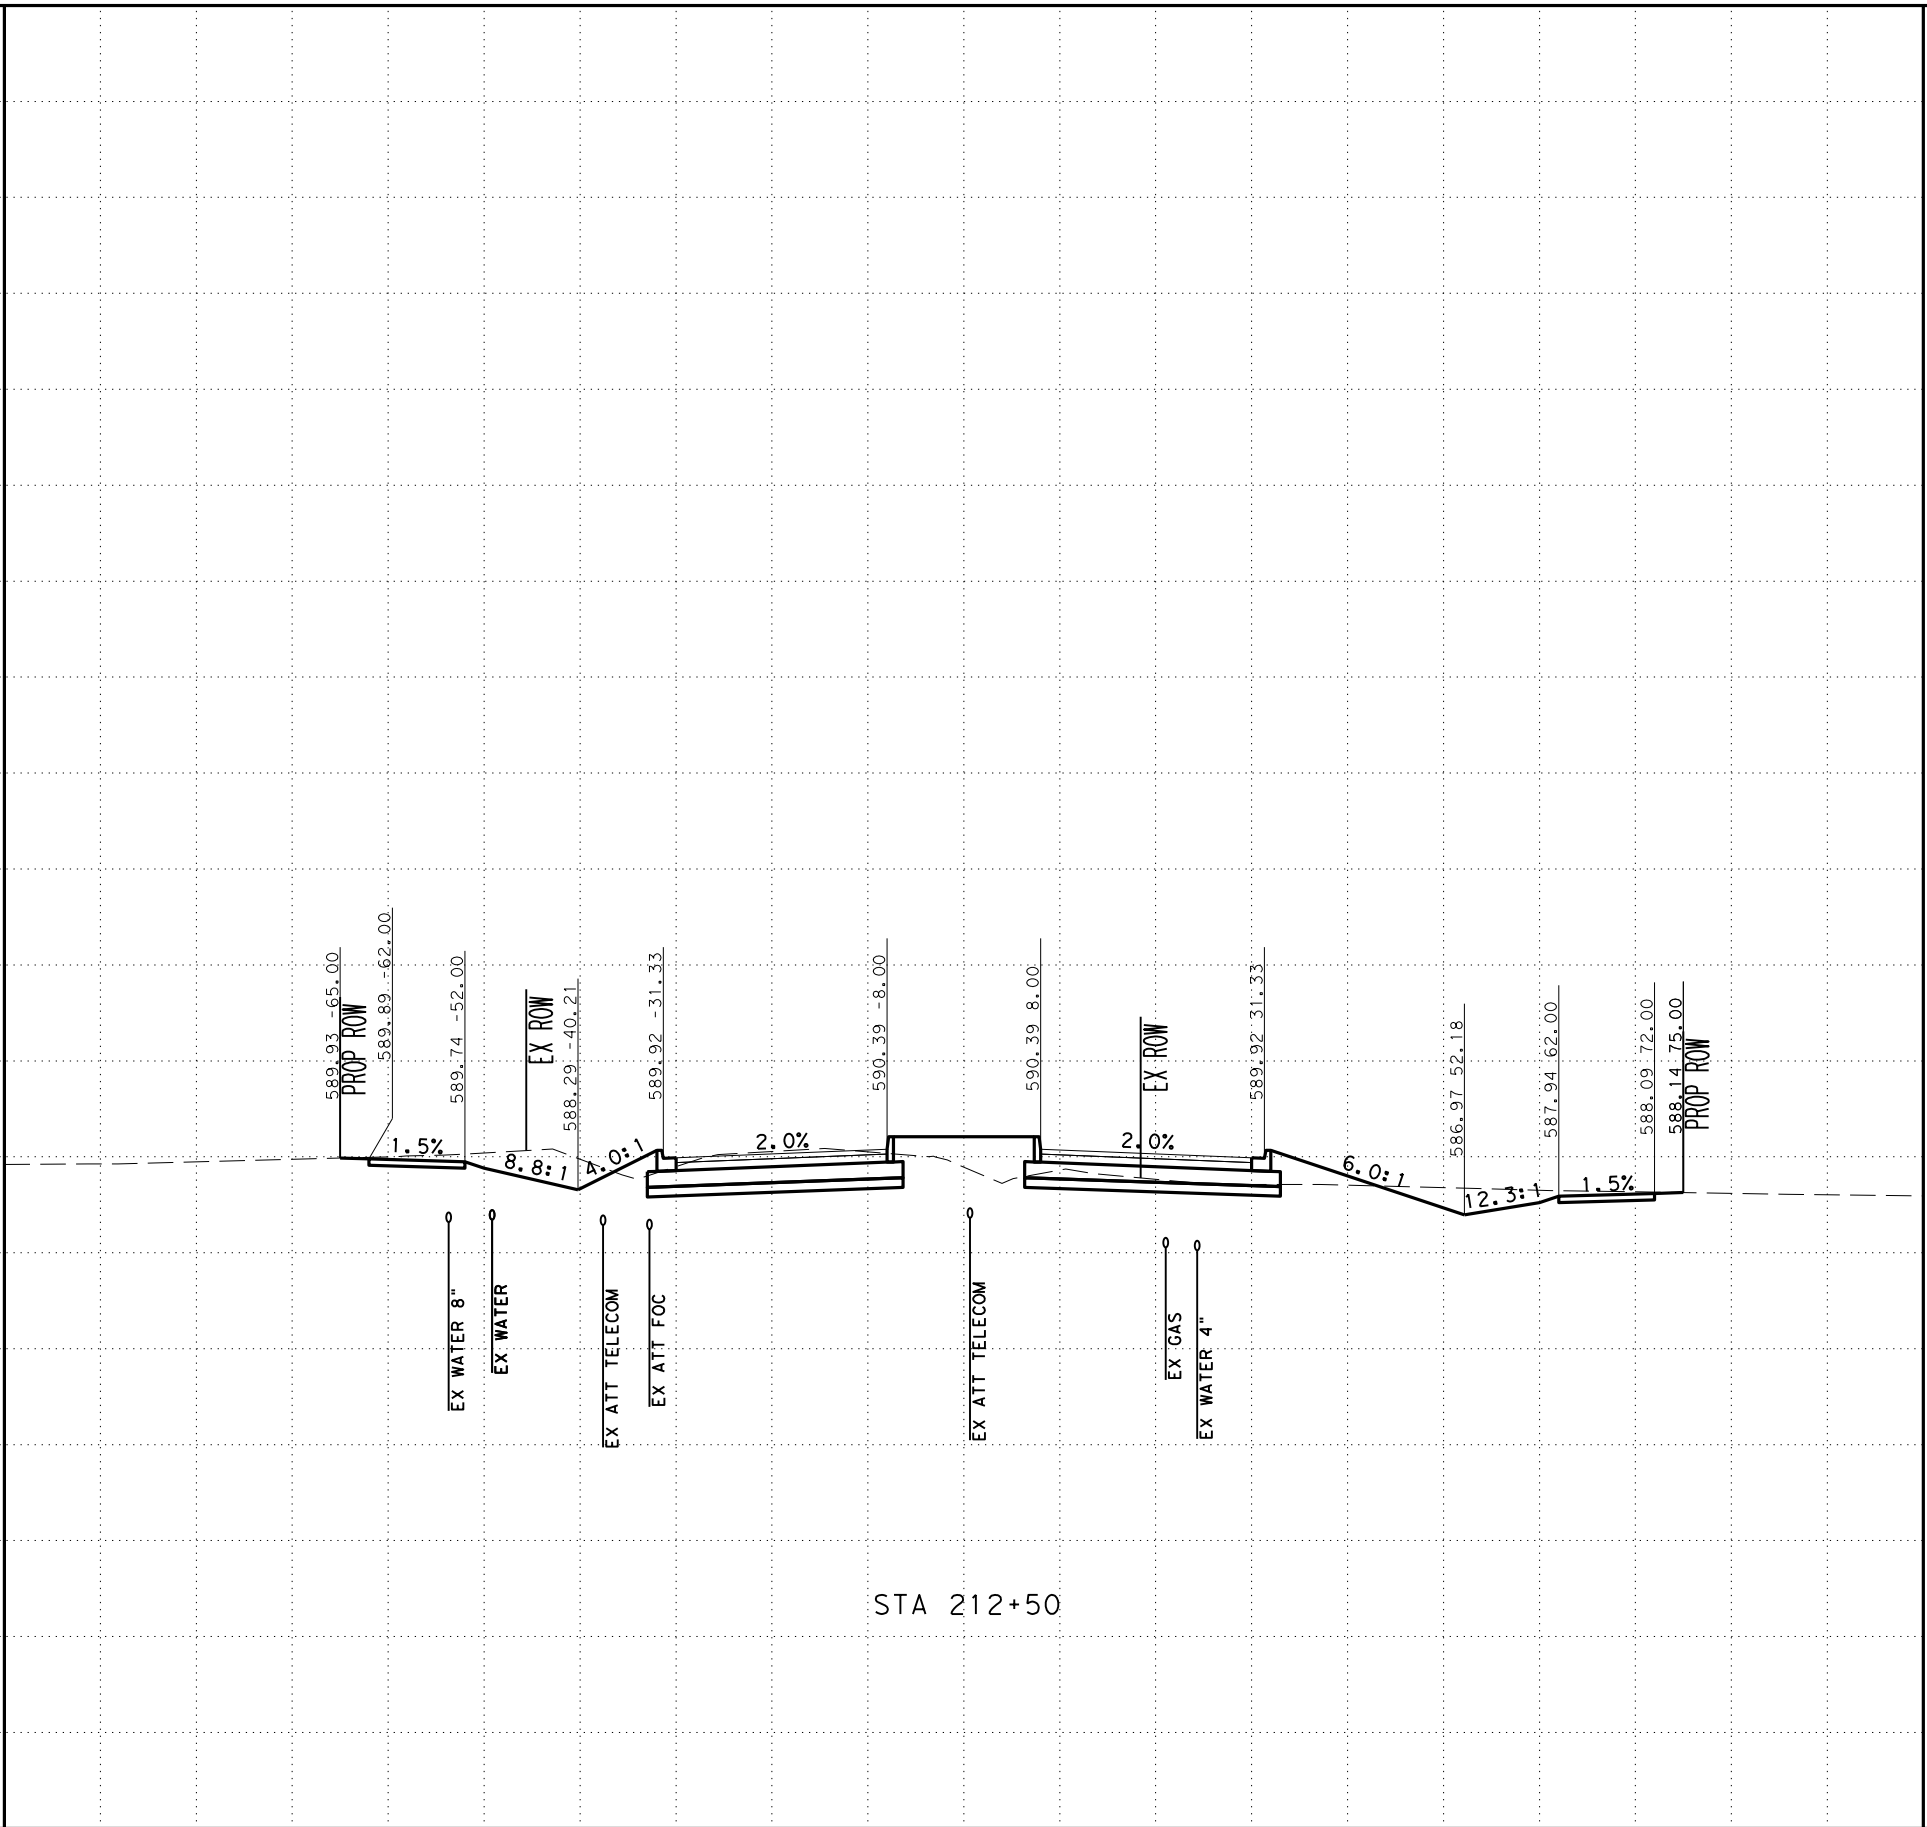 589.93 -65.00
PROP ROW
589.89 -62.00
589.74 -52.00
EX ROW
588.29 -40.21
589.92 -31.33
590.39 -8.00
590.39 8.00
EX ROW
589.92 31.33
586.97 52.18
587.94 62.00
588.09 72.00
588.14 75.00
PROP ROW
1.5%
8.8:1
4.0:1
2.0%
2.0%
6.0:1
12.3:1
1.5%
EX WATER 8"
EX WATER
EX ATT TELECOM
EX ATT FOC
EX ATT TELECOM
EX GAS
EX WATER 4"
STA 212+50